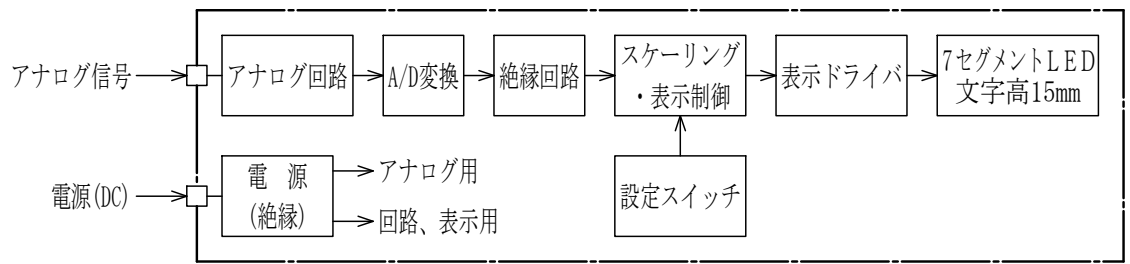 アナログ信号
アナログ回路
A/D変換
絶縁回路
スケーリング
・表示制御
表示ドライバ
7セグメントLED
文字高15mm
電源(DC)
電　源
(絶縁)
アナログ用
回路、表示用
設定スイッチ